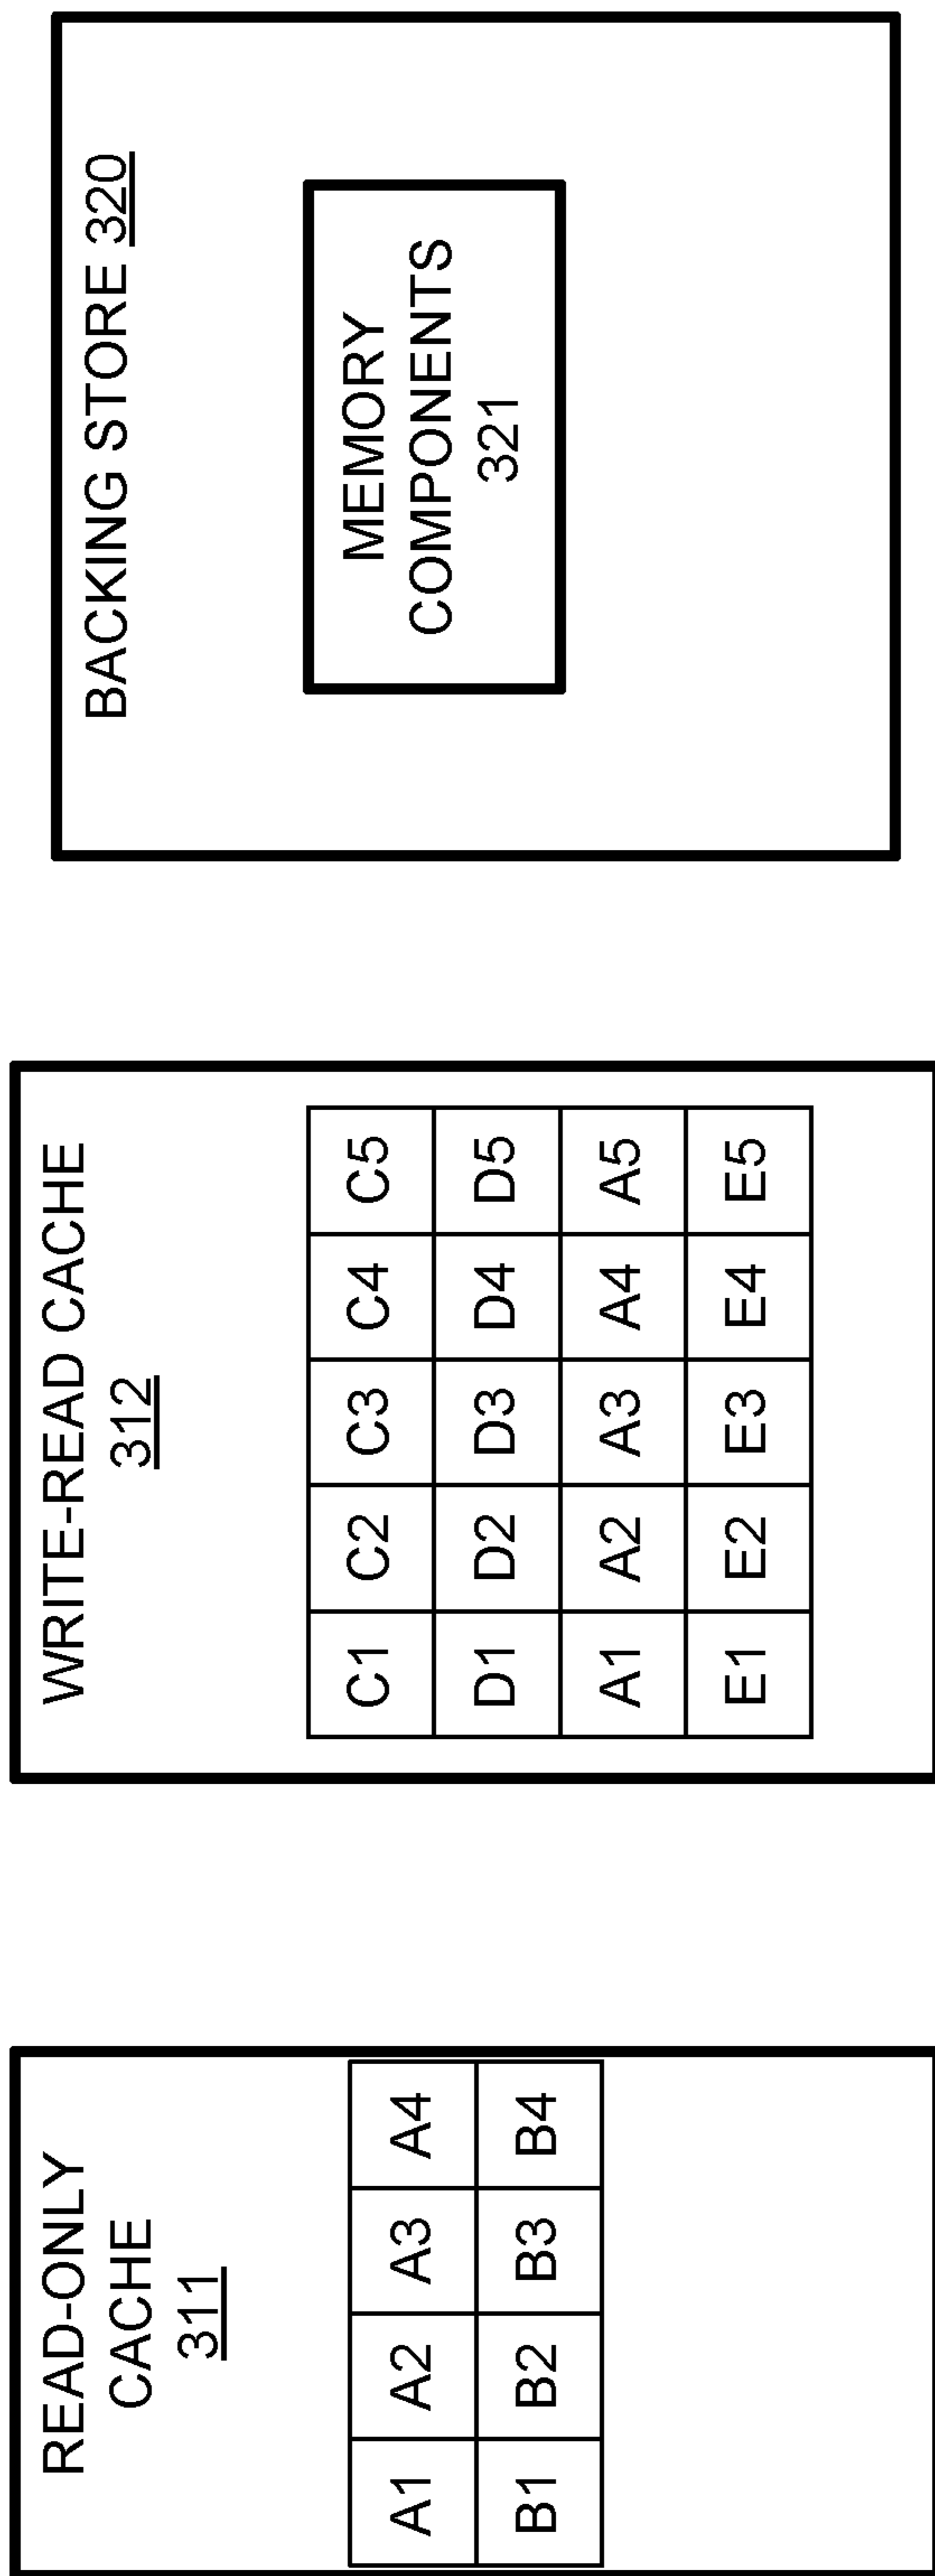 READ-ONLY
CACHE
311
A1 A2 A3 A4
B1 B2 B3 B4
WRITE-READ CACHE
312
C1 C2 C3 C4 C5
D1 D2 D3 D4 D5
A1 A2 A3 A4 A5
E1 E2 E3 E4 E5
BACKING STORE 320
MEMORY
COMPONENTS
321